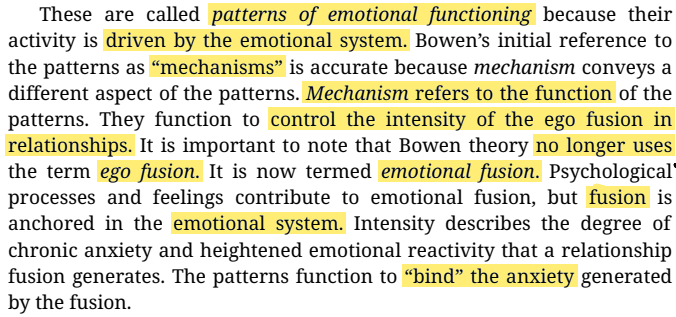 These are called patterns of emotional functioning because their
activity is driven by the emotional system. Bowen’s initial reference to
the patterns as “mechanisms” is accurate because mechanism conveys a
different aspect of the patterns. Mechanism refers to the function of the
patterns. They function to control the intensity of the ego fusion in
relationships. It is important to note that Bowen theory no longer uses
the term ego fusion. It is now termed emotional fusion. Psychological
processes and feelings contribute to emotional fusion, but fusion is
anchored in the emotional system. Intensity describes the degree of
chronic anxiety and heightened emotional reactivity that a relationship
fusion generates. The patterns function to “bind” the anxiety generated
by the fusion.